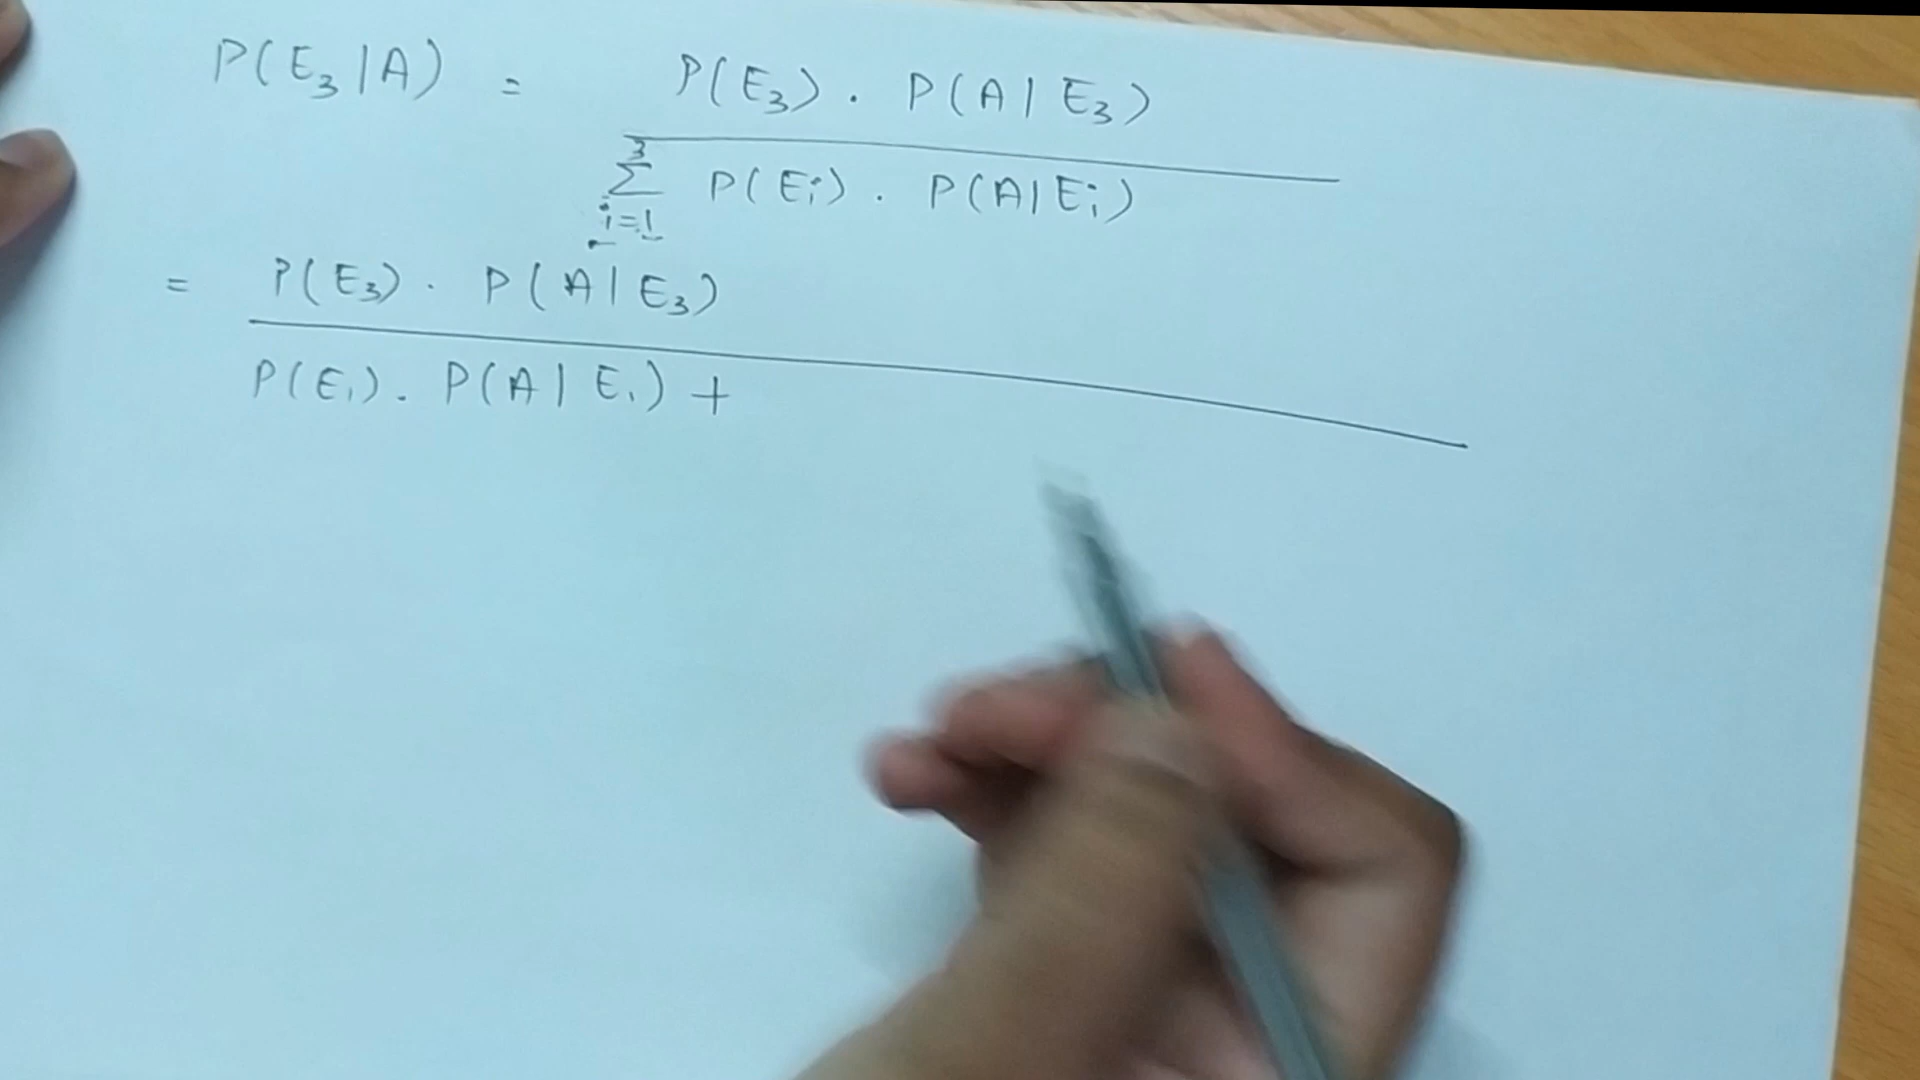 P(E₃|A) = P(E₃) . P(A|E₃)
3
Σ P(Eᵢ) . P(A|Eᵢ)
i=1
= P(E₃) . P(A|E₃)
P(E₁) . P(A|E₁) +